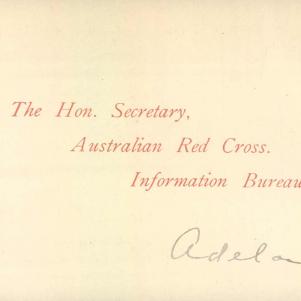 The Hon. Secretary,
Australian Red Cross.
Information Bureau
Adela